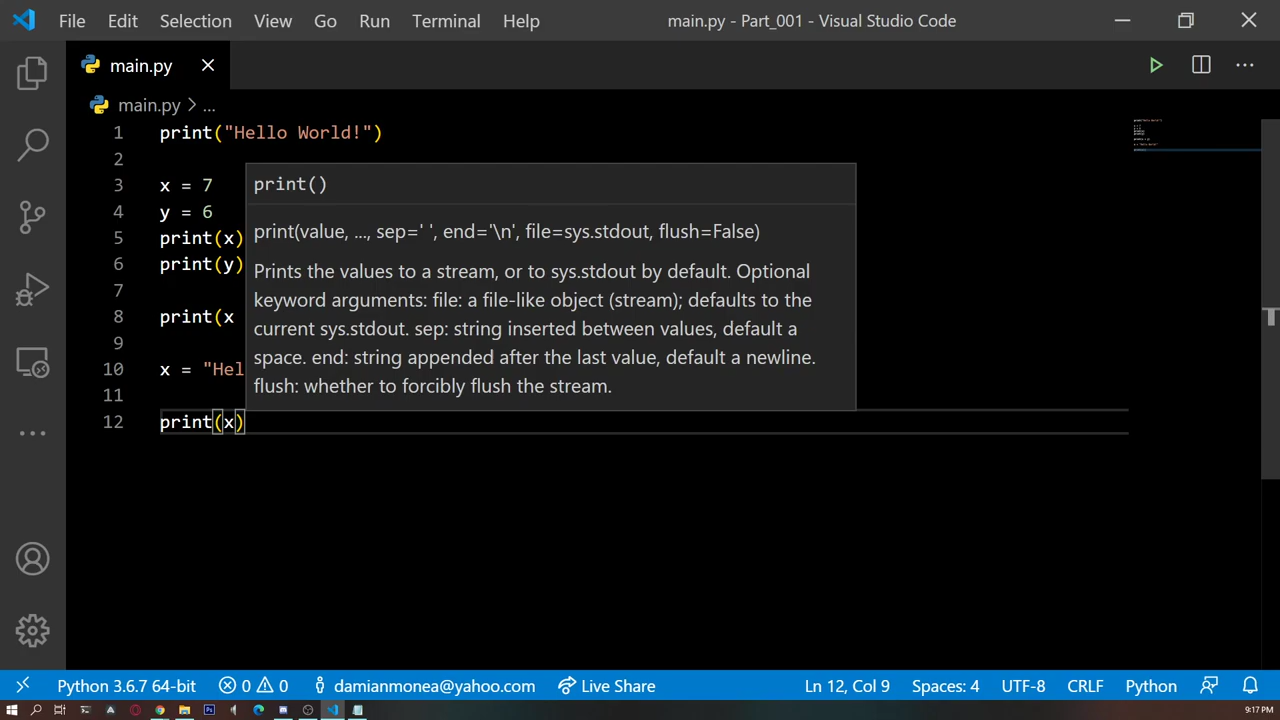 File Edit Selection View Go Run Terminal Help main.py - Part_001 - Visual Studio Code
main.py
main.py > ...
1 print("Hello World!")
2
3 x = 7
4 y = 6
5 print(x)
6 print(y)
7
8 print(x
9
10 x = "Hel
11
12 print(x)
print()
print(value, ..., sep=' ', end='\n', file=sys.stdout, flush=False)
Prints the values to a stream, or to sys.stdout by default. Optional
keyword arguments: file: a file-like object (stream); defaults to the
current sys.stdout. sep: string inserted between values, default a
space. end: string appended after the last value, default a newline.
flush: whether to forcibly flush the stream.
Python 3.6.7 64-bit 0 0 damianmonea@yahoo.com Live Share Ln 12, Col 9 Spaces: 4 UTF-8 CRLF Python
9:17 PM